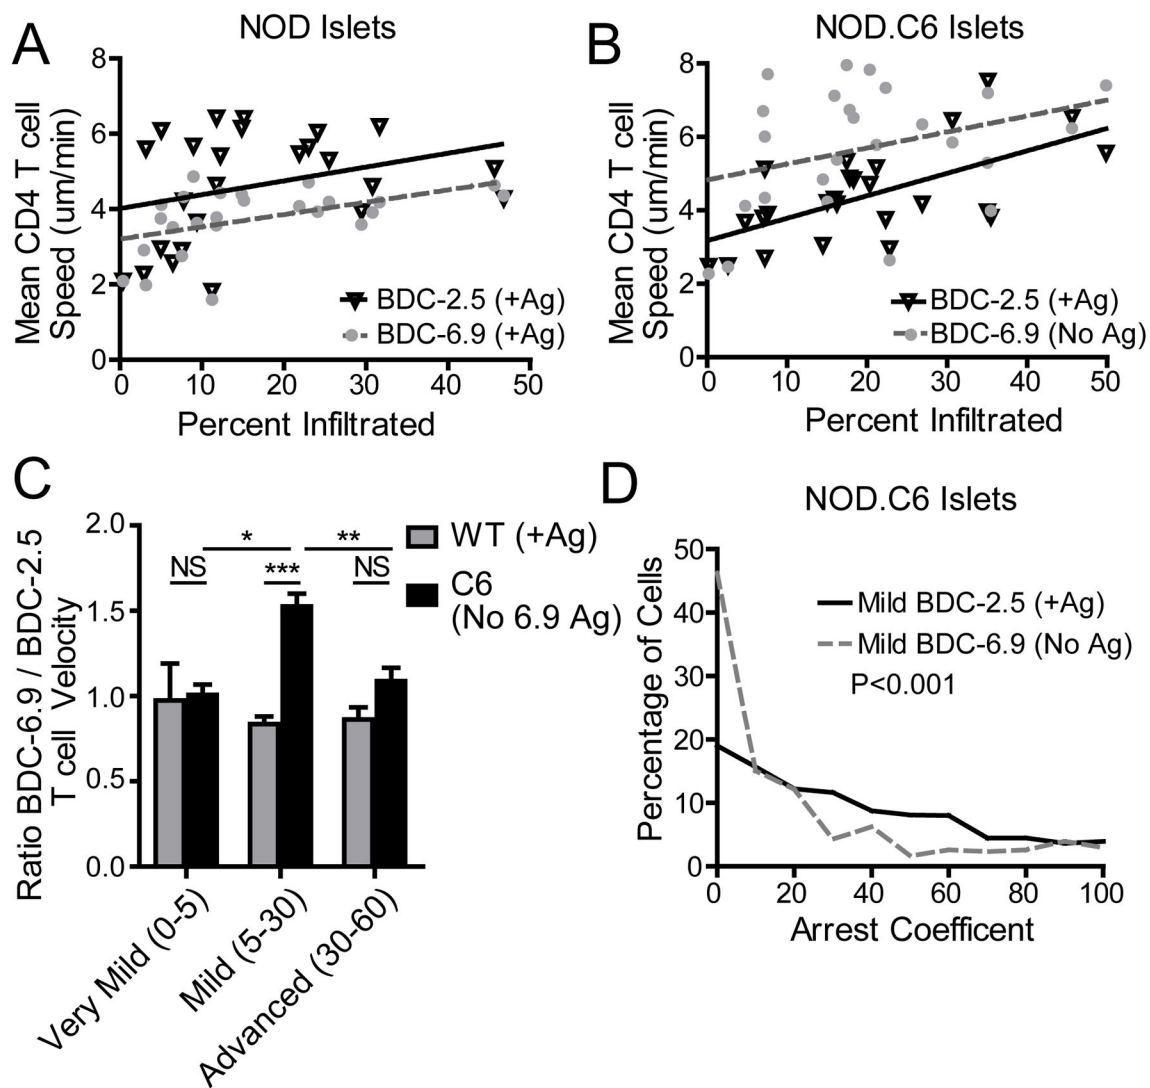 A
NOD Islets
Mean CD4 T cell
Speed (um/min)
8
6
4
2
0
0 10 20 30 40 50
Percent Infiltrated
BDC-2.5 (+Ag)
BDC-6.9 (+Ag)
B
NOD.C6 Islets
Mean CD4 T cell
Speed (um/min)
8
6
4
2
0
0 10 20 30 40 50
Percent Infiltrated
BDC-2.5 (+Ag)
BDC-6.9 (No Ag)
C
Ratio BDC-6.9 / BDC-2.5
T cell Velocity
2.0
1.5
1.0
0.5
0.0
* **
NS *** NS
WT (+Ag)
C6
(No 6.9 Ag)
Very Mild (0-5)
Mild (5-30)
Advanced (30-60)
D
NOD.C6 Islets
Percentage of Cells
50
40
30
20
10
0
0 20 40 60 80 100
Arrest Coefficent
Mild BDC-2.5 (+Ag)
Mild BDC-6.9 (No Ag)
P<0.001